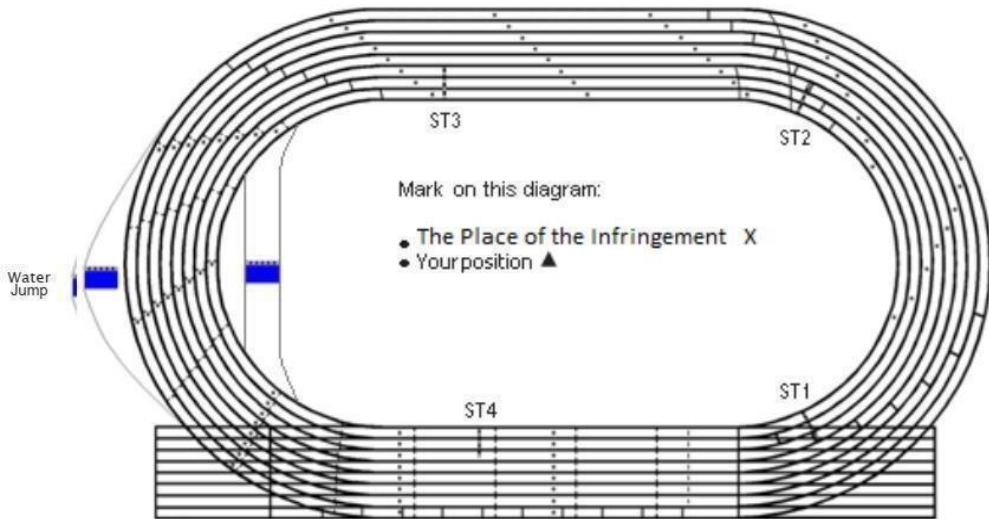 ST3
ST2
Mark on this diagram:
• The Place of the Infringement X
• Yourposition ▲
Water
Jump
ST1
ST4